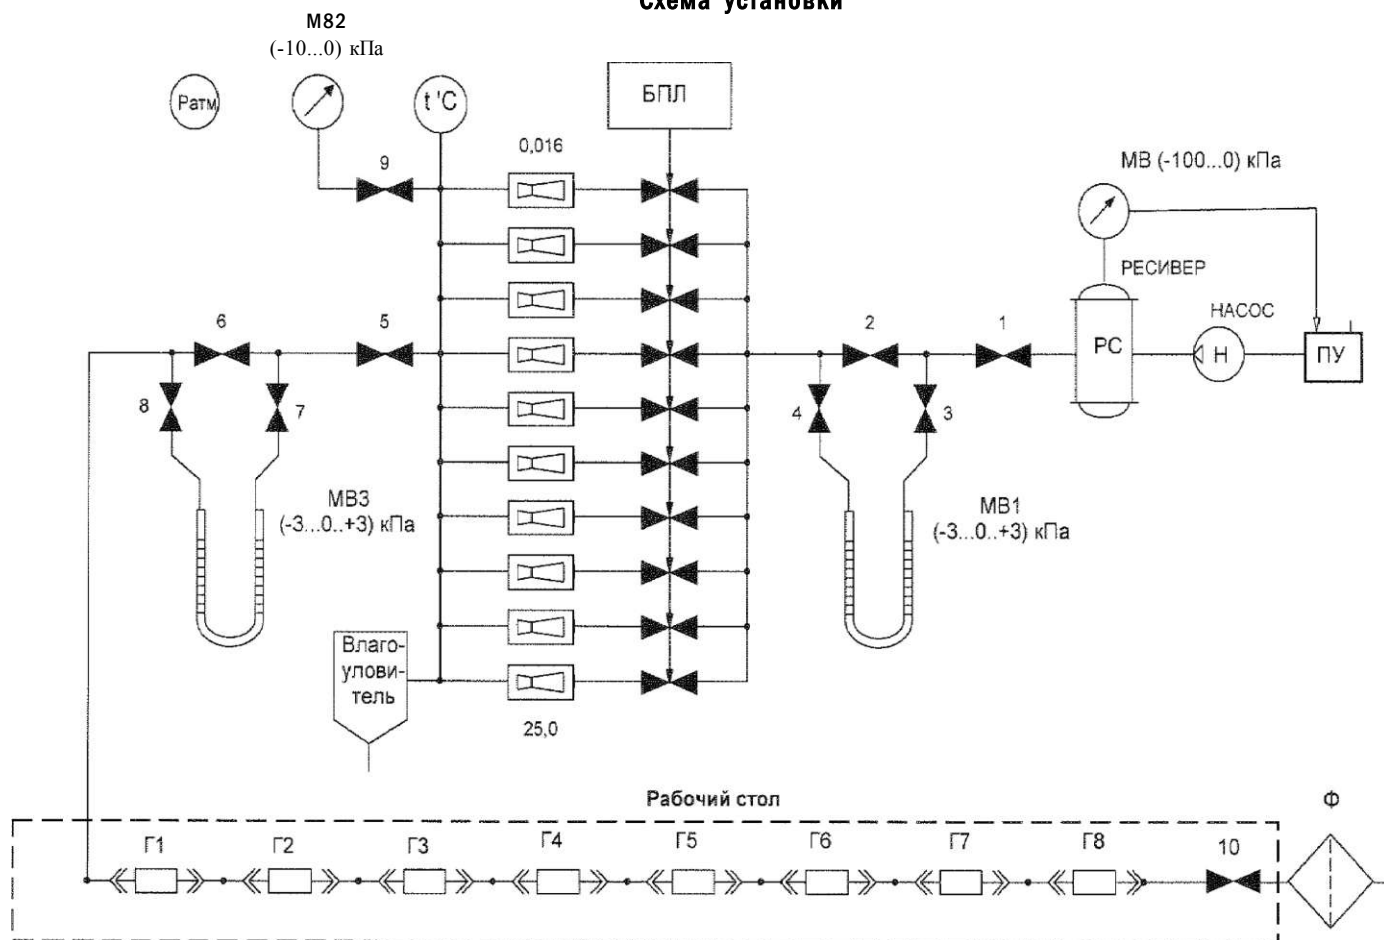 Схема установки
М82
(-10...0) кПа
Ратм
t 'C
БПЛ
0,016
9
МВ (-100...0) кПа
РЕСИВЕР
НАСОС
6
5
2
1
РС
Н
ПУ
8
7
4
3
МВ3
(-3...0..+3) кПа
МВ1
(-3...0..+3) кПа
Влаго-
улови-
тель
25,0
Рабочий стол
Ф
Г1
Г2
Г3
Г4
Г5
Г6
Г7
Г8
10